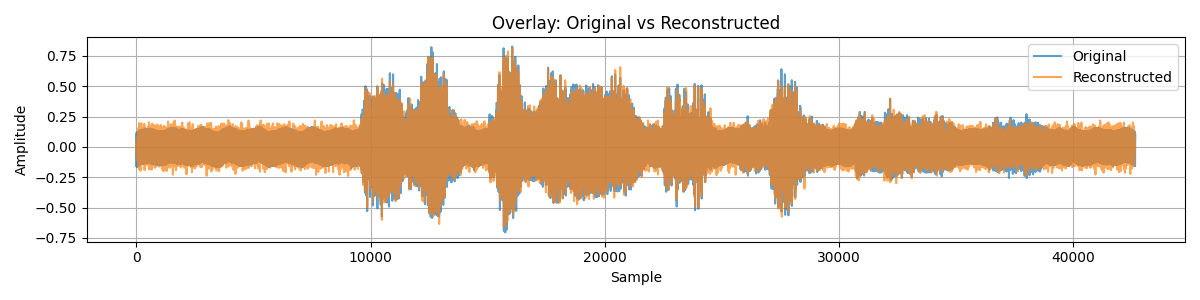 Overlay: Original vs Reconstructed
Original
Reconstructed
Amplitude
0.75
0.50
0.25
0.00
−0.25
−0.50
−0.75
0 10000 20000 30000 40000
Sample